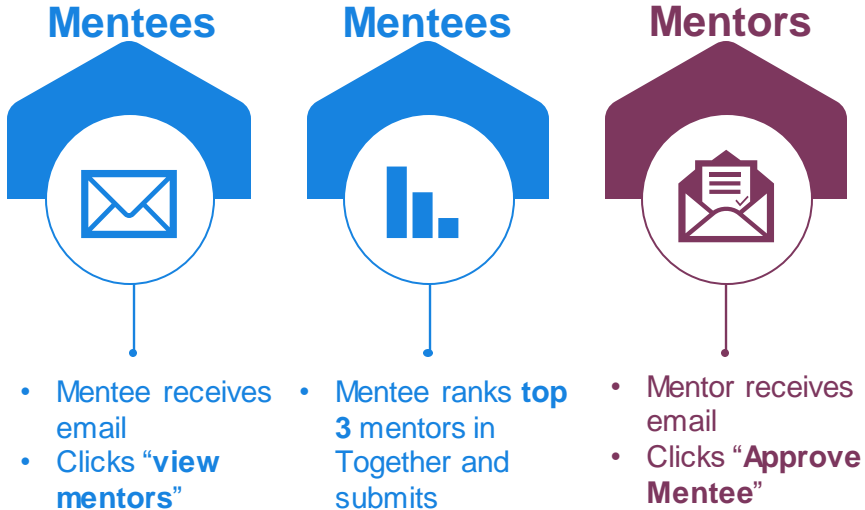 Mentees
• Mentee receives
email
• Clicks “view
mentors”
Mentees
• Mentee ranks top
3 mentors in
Together and
submits
Mentors
• Mentor receives
email
• Clicks “Approve
Mentee”